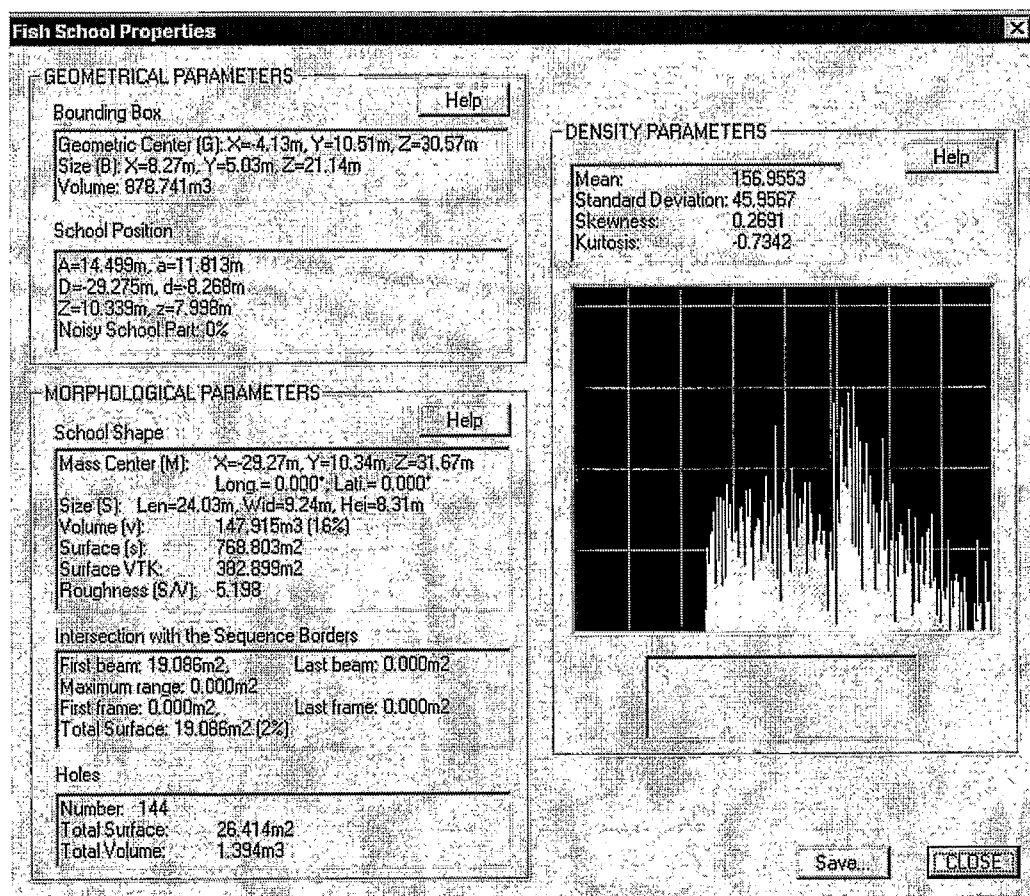 Fish School Properties
GEOMETRICAL PARAMETERS
Help
Bounding Box
Geometric Center (G): X=-4.13m, Y=10.51m, Z=30.57m
Size (B): X=8.27m, Y=5.03m, Z=21.14m
Volume: 878.741m3
School Position
A=14.499m, a=11.813m
D=-29.275m, d=-8.268m
Z=10.339m, z=7.998m
Noisy School Part: 0%
MORPHOLOGICAL PARAMETERS
Help
School Shape
Mass Center (M): X=-29.27m, Y=10.34m, Z=31.67m
Long.= 0.000°, Lati.= 0.000°
Size (S): Len=24.03m, Wid=9.24m, Hei=8.31m
Volume (v): 147.915m3 (16%)
Surface (s): 768.803m2
Surface VTK: 382.899m2
Roughness (S/V): 5.198
Intersection with the Sequence Borders
First beam: 19.086m2, Last beam: 0.000m2
Maximum range: 0.000m2
First frame: 0.000m2, Last frame: 0.000m2
Total Surface: 19.086m2 (2%)
Holes
Number: 144
Total Surface: 26.414m2
Total Volume: 1.394m3
DENSITY PARAMETERS
Help
Mean: 156.9553
Standard Deviation: 45.9567
Skewness: 0.2691
Kurtosis: -0.7342
Save...
CLOSE